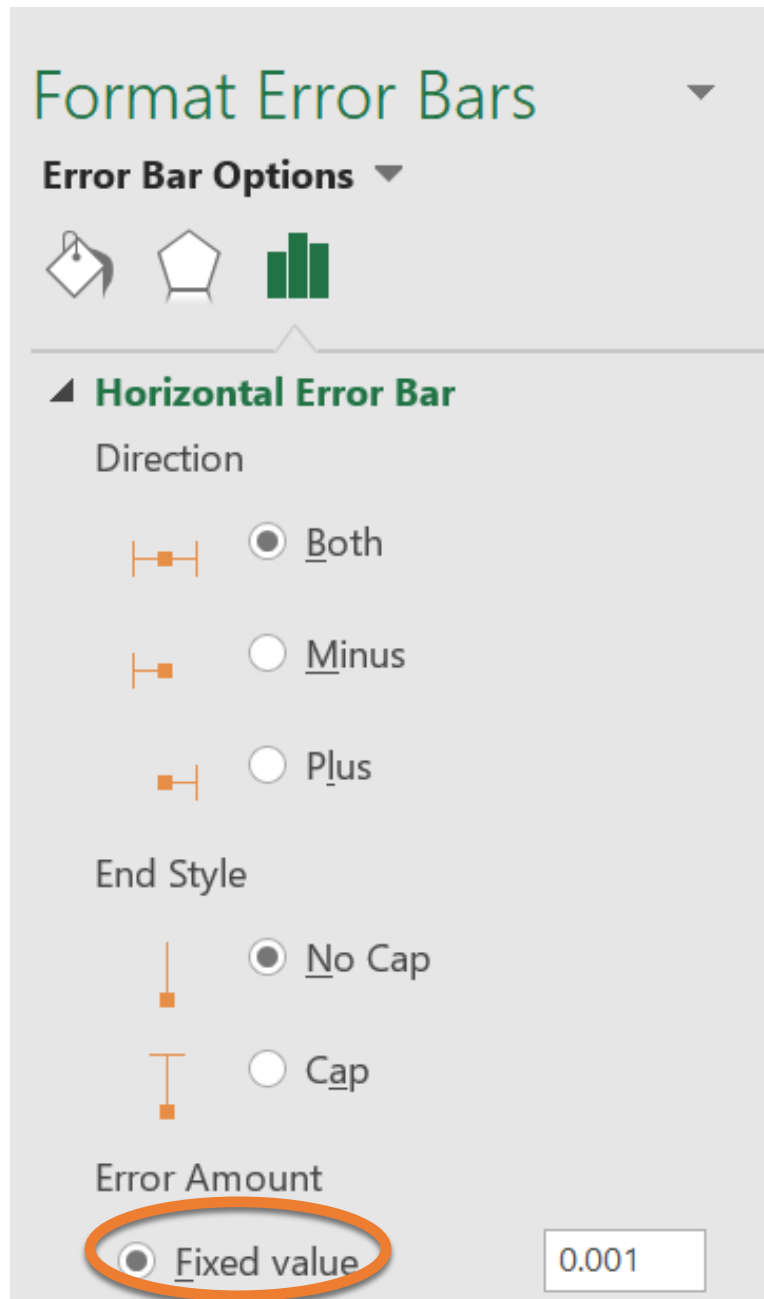 Format Error Bars
Error Bar Options
Horizontal Error Bar
Direction
Both
Minus
Plus
End Style
No Cap
Cap
Error Amount
Fixed value 0.001